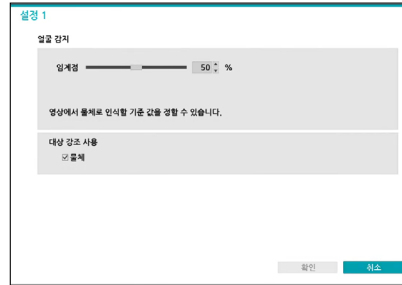 설정 1
얼굴 감지
임계점 50 %
영상에서 물체로 인식할 기준 값을 정할 수 있습니다.
대상 강조 사용
물체
확인 취소